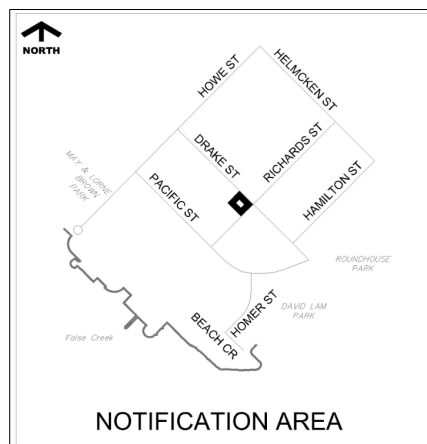 NORTH
HOWE ST
HELMCKEN ST
DRAKE ST
RICHARDS ST
HAMILTON ST
MAY & LORNE
BROWN
PARK
PACIFIC ST
ROUNDHOUSE
PARK
HOMER ST
DAVID LAM
PARK
BEACH CR
False Creek
NOTIFICATION AREA